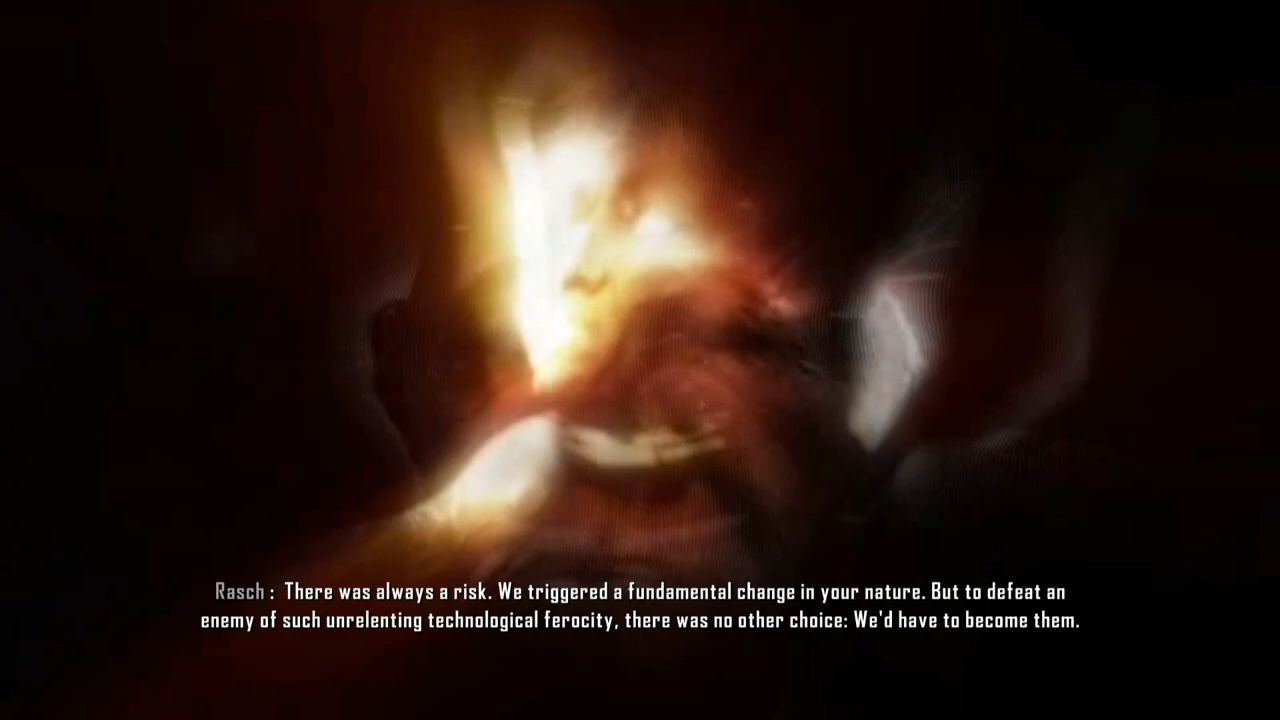 Rasch : There was always a risk. We triggered a fundamental change in your nature. But to defeat an
enemy of such unrelenting technological ferocity, there was no other choice: We'd have to become them.